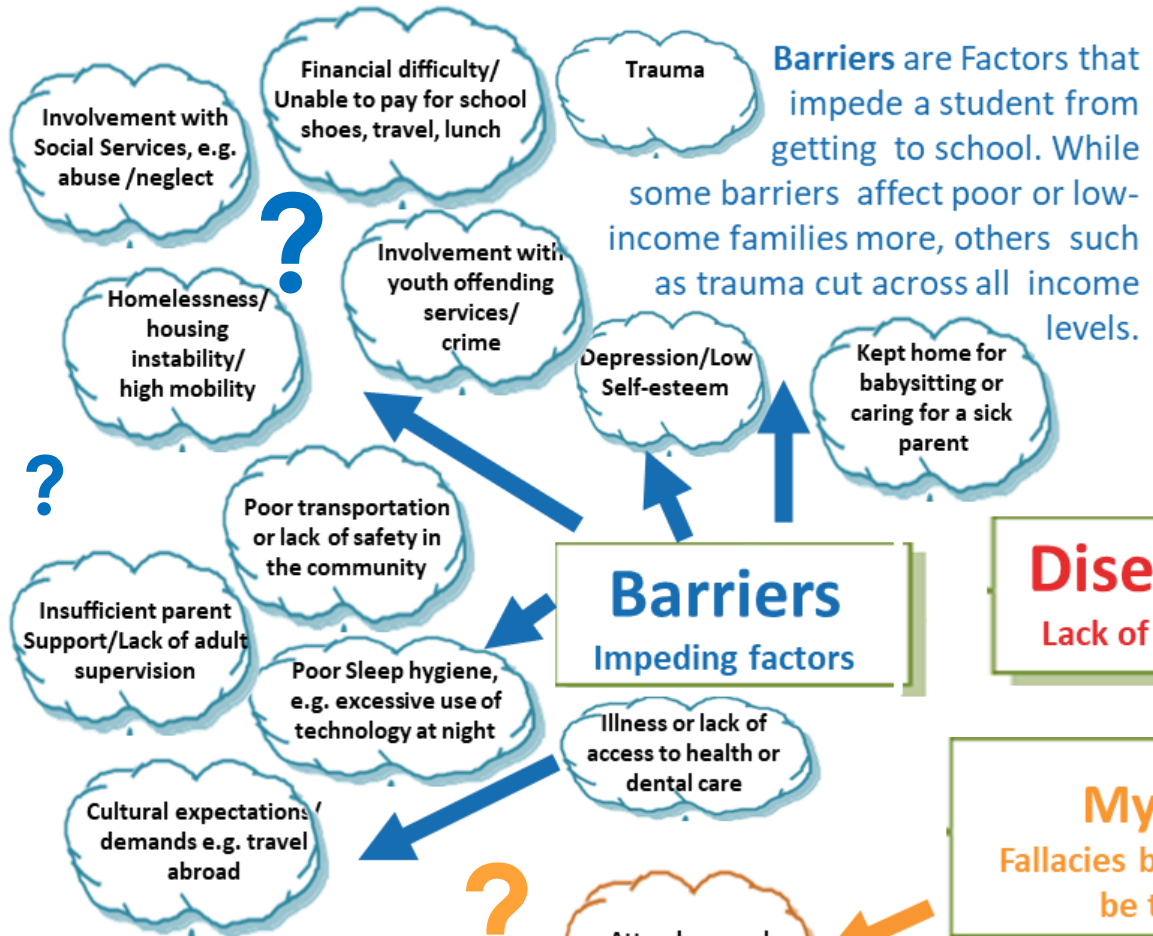 Financial difficulty/
Unable to pay for school
shoes, travel, lunch
Trauma
Barriers are Factors that
impede a student from
getting to school. While
some barriers affect poor or low-
income families more, others such
as trauma cut across all income
levels.
Involvement with
Social Services, e.g.
abuse /neglect
?
Involvement with
youth offending
services/
crime
Homelessness/
housing
instability/
high mobility
Depression/Low
Self-esteem
Kept home for
babysitting or
caring for a sick
parent
?
Poor transportation
or lack of safety in
the community
Barriers
Impeding factors
Dise
Lack of
Insufficient parent
Support/Lack of adult
supervision
Poor Sleep hygiene,
e.g. excessive use of
technology at night
Illness or lack of
access to health or
dental care
Cultural expectations/
demands e.g. travel
abroad
My
Fallacies b
be t
?